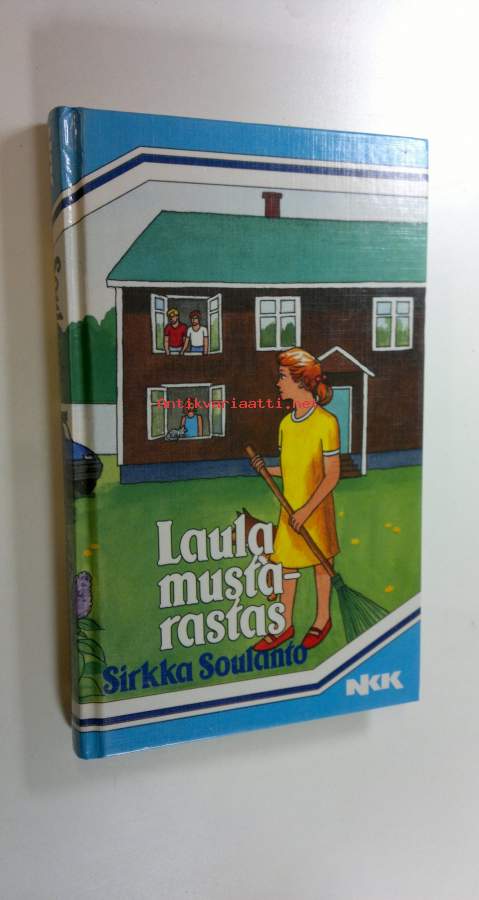 Antikvariaatti.net
Laula
musta-
rastas
Sirkka Soulanto
NKK